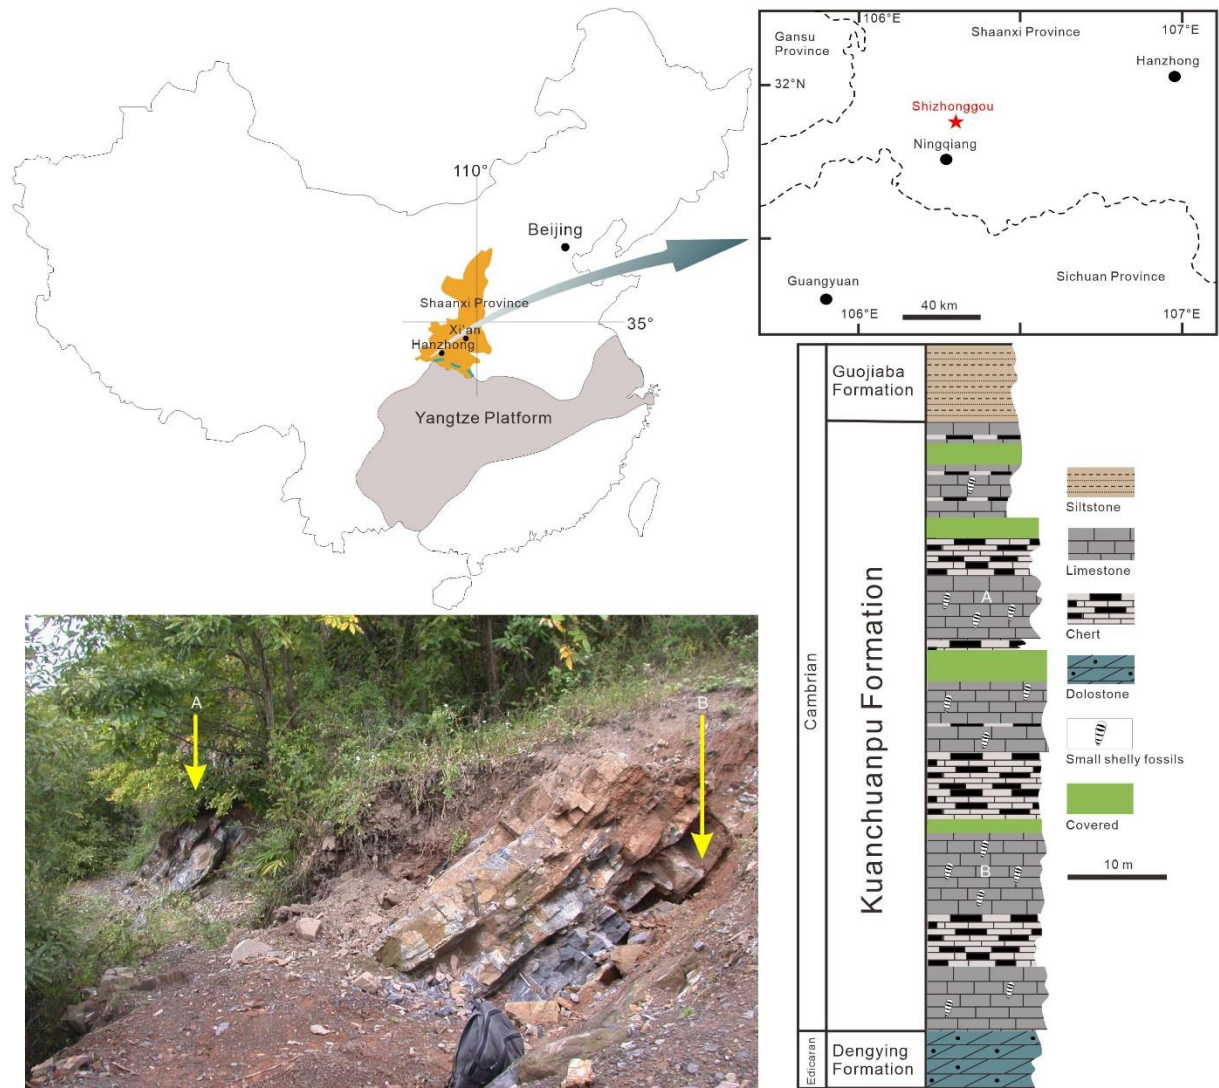 110°
Beijing
Shaanxi Province
35°
Xi'an
Hanzhong
Yangtze Platform
106°E
107°E
Gansu
Province
Shaanxi Province
Hanzhong
32°N
Shizhonggou
Ningqiang
Sichuan Province
Guangyuan
40 km
106°E
107°E
A
B
Cambrian
Edicaran
Guojiaba
Formation
Kuanchuanpu Formation
Dengying
Formation
A
B
Siltstone
Limestone
Chert
Dolostone
Small shelly fossils
Covered
10 m